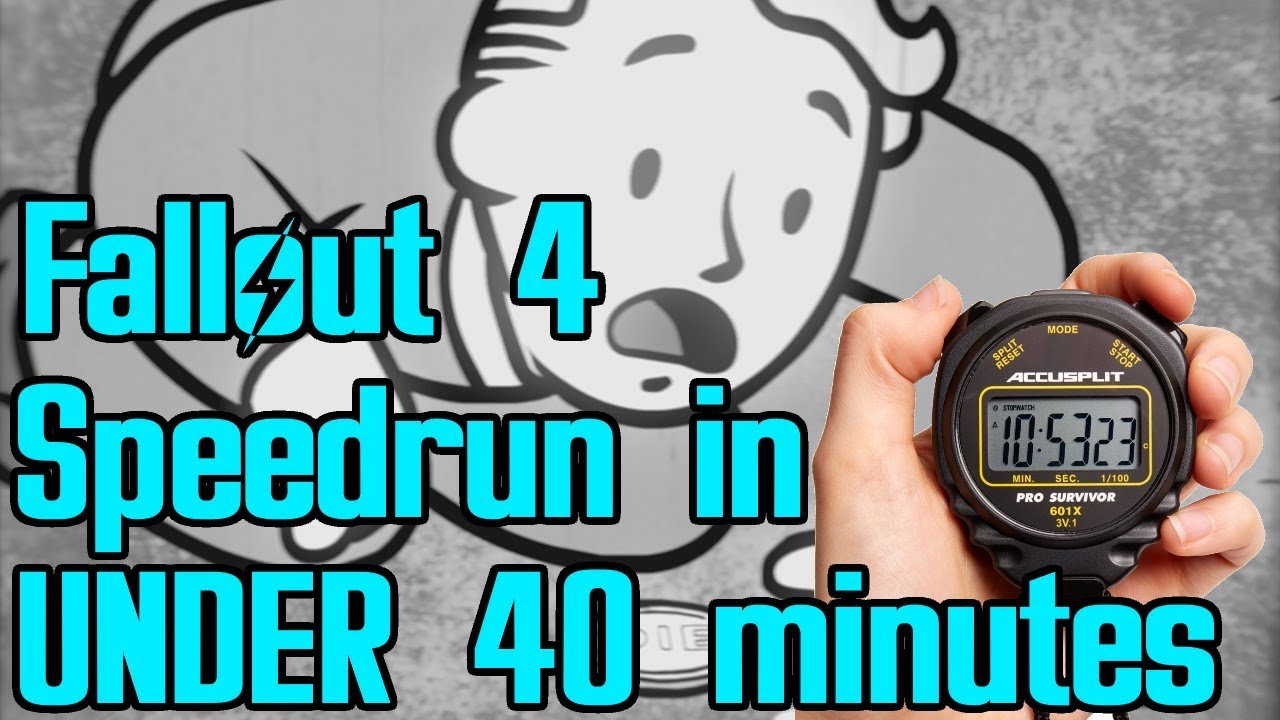 Fallout 4
Speedrun in
UNDER 40 minutes
MODE
SPLIT
RESET
START
STOP
ACCUSPLIT
STOPWATCH
A
10:5323
C
MIN. SEC. 1/100
PRO SURVIVOR
601X
3V.1